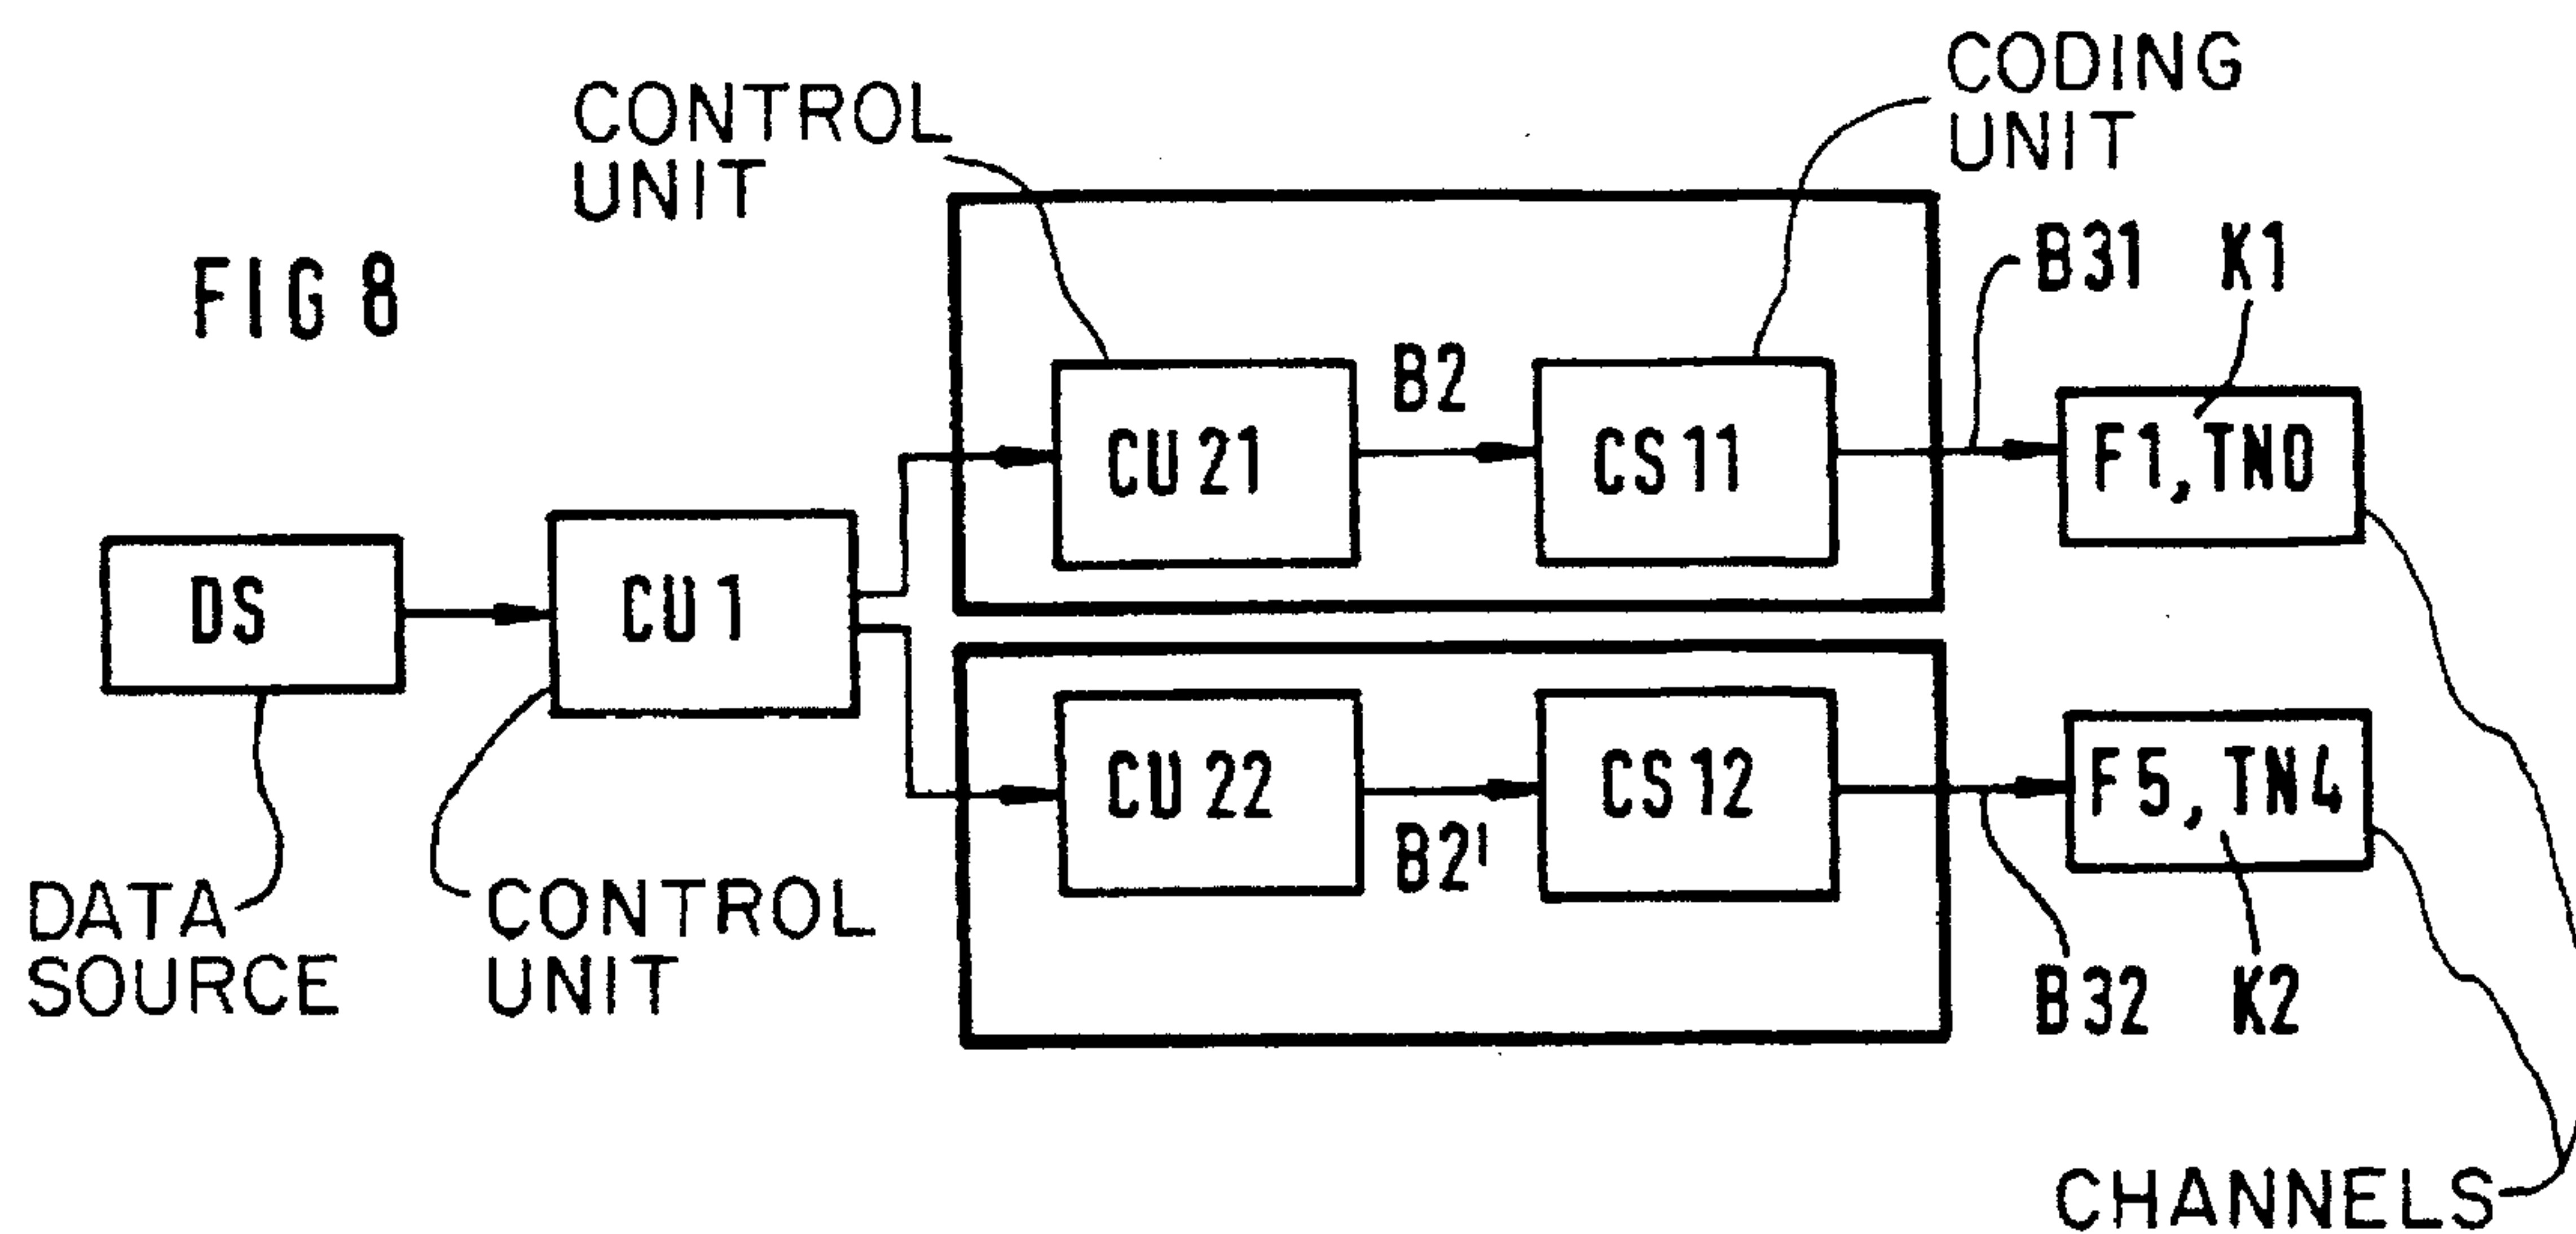 CODING
UNIT
CONTROL
UNIT
FIG 8
B31 K1
B2
CU 21
CS 11
F1, TN0
DS
CU 1
CU 22
B2'
CS 12
F5, TN4
DATA
SOURCE
CONTROL
UNIT
B32 K2
CHANNELS